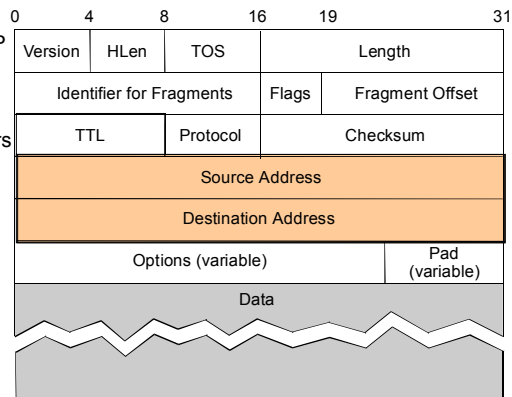 0 4 8 16 19 31
P
Version HLen TOS Length
Identifier for Fragments Flags Fragment Offset
rs
TTL Protocol Checksum
Source Address
Destination Address
Options (variable) Pad
(variable)
Data